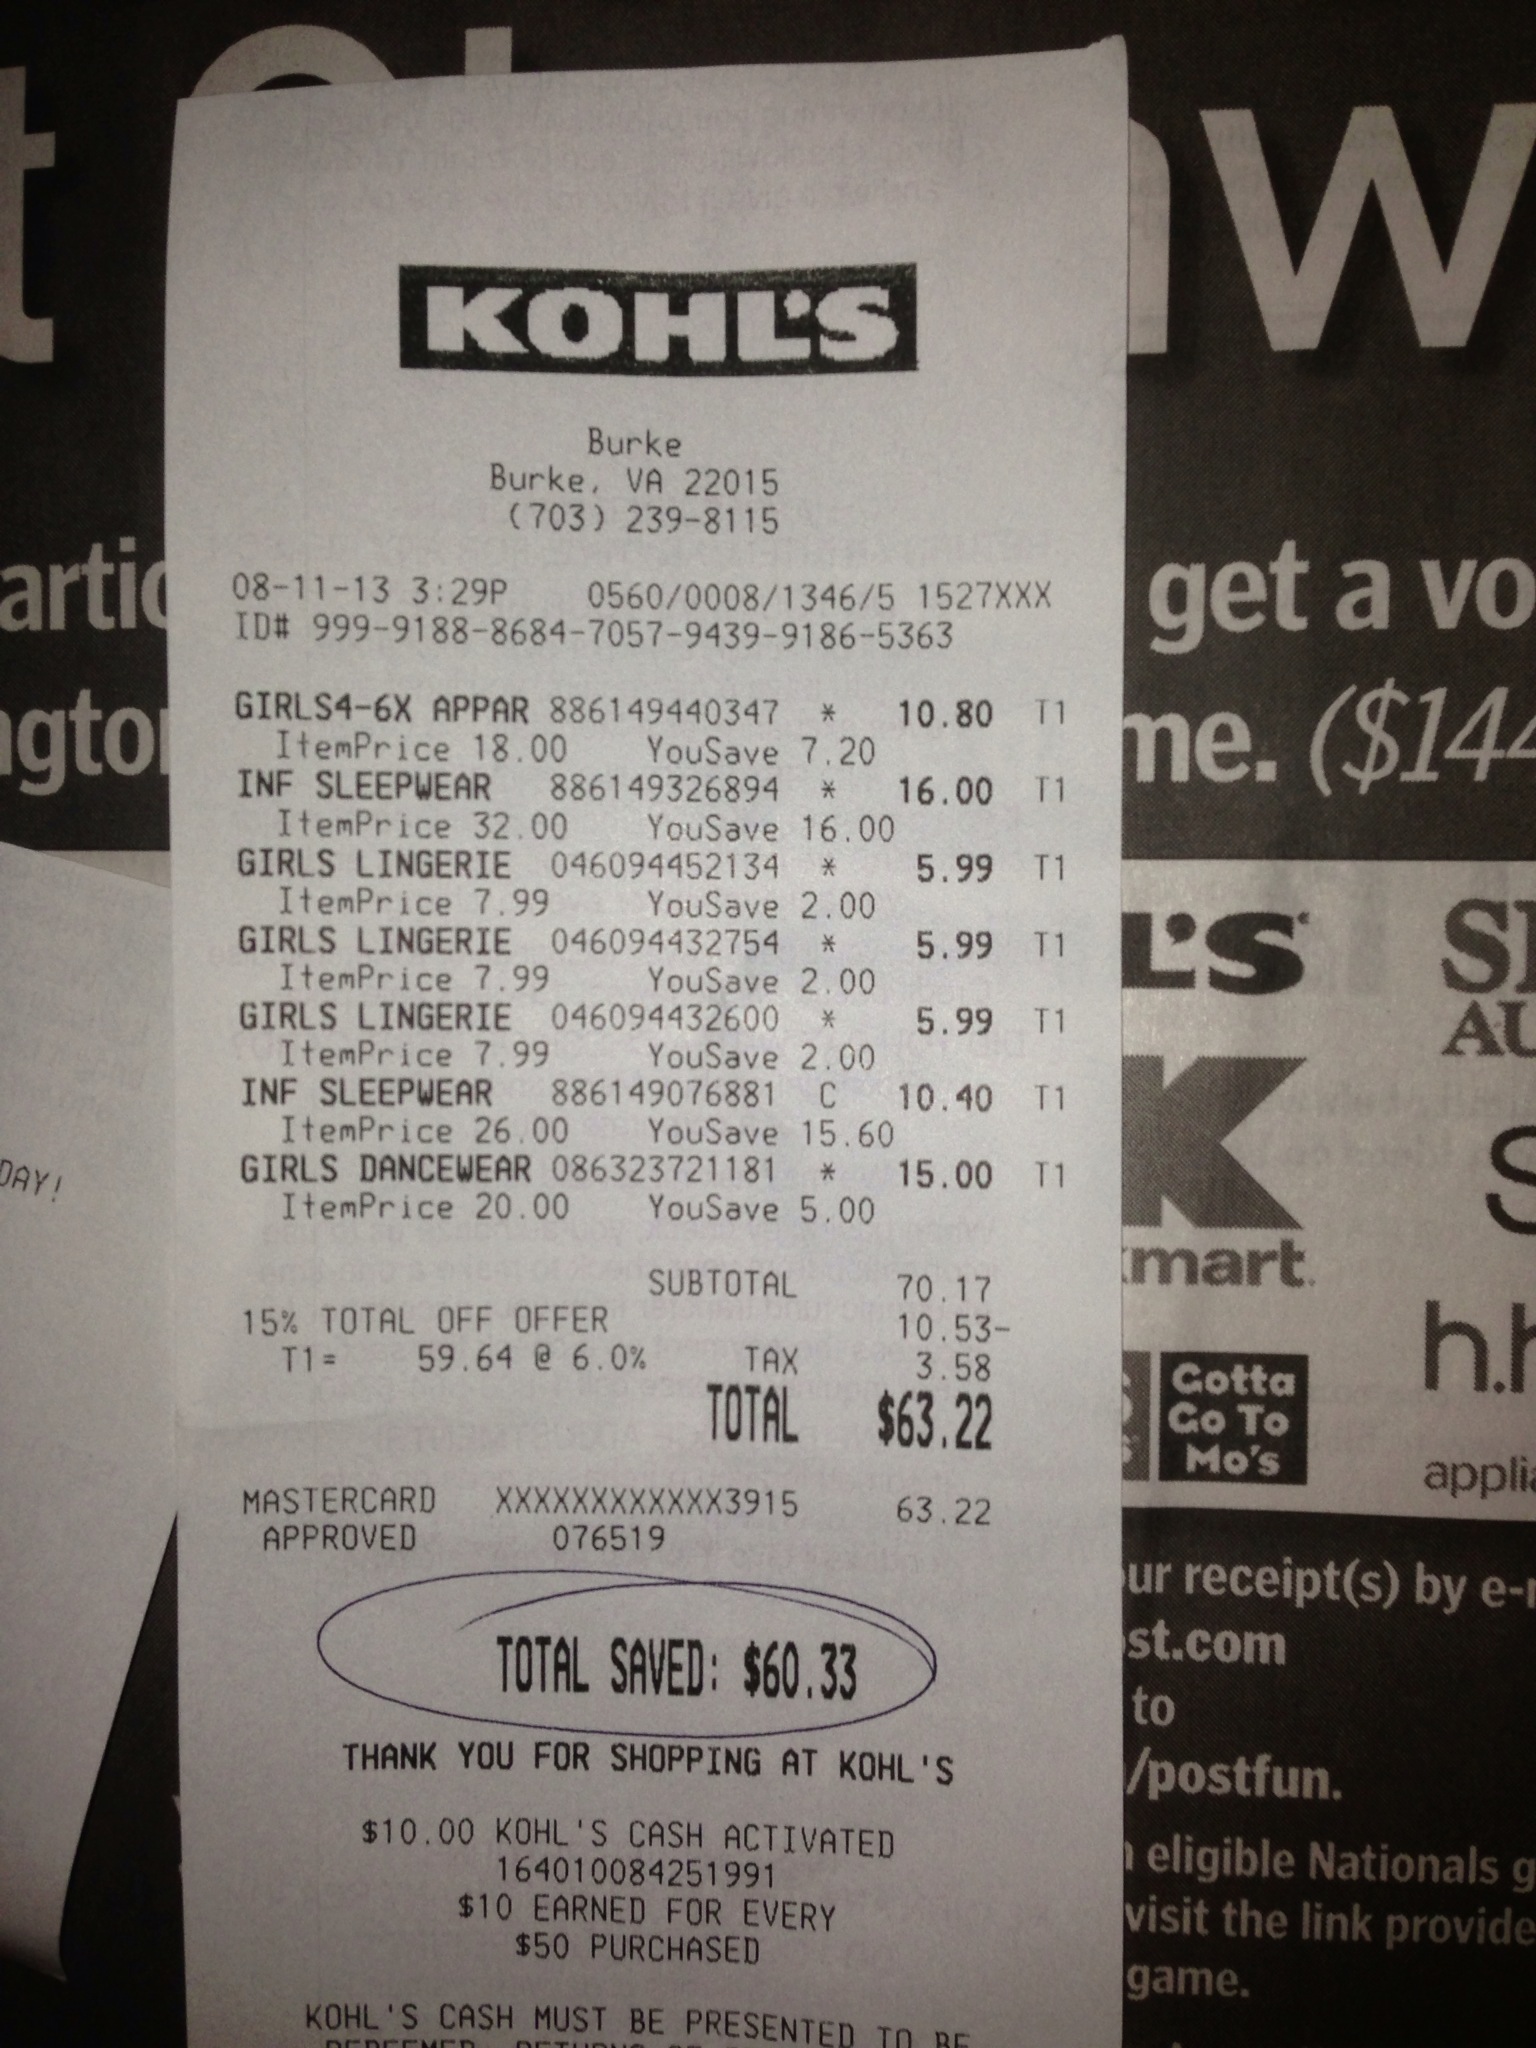 KOHL'S
Burke
Burke, VA 22015
(703) 239-8115
08-11-13 3:29P 0560/0008/1346/5 1527XXX
ID# 999-9188-8684-7057-9439-9186-5363
GIRLS4-6X APPAR 886149440347 * 10.80 T1
ItemPrice 18.00 YouSave 7.20
INF SLEEPWEAR 886149326894 * 16.00 T1
ItemPrice 32.00 YouSave 16.00
GIRLS LINGERIE 046094452134 * 5.99 T1
ItemPrice 7.99 YouSave 2.00
GIRLS LINGERIE 046094432754 * 5.99 T1
ItemPrice 7.99 YouSave 2.00
GIRLS LINGERIE 046094432600 * 5.99 T1
ItemPrice 7.99 YouSave 2.00
INF SLEEPWEAR 886149076881 C 10.40 T1
ItemPrice 26.00 YouSave 15.60
GIRLS DANCEWEAR 086323721181 * 15.00 T1
ItemPrice 20.00 YouSave 5.00
SUBTOTAL 70.17
15% TOTAL OFF OFFER 10.53-
T1= 59.64 @ 6.0% TAX 3.58
TOTAL $63.22
MASTERCARD XXXXXXXXXXXX3915 63.22
APPROVED 076519
TOTAL SAVED: $60.33
THANK YOU FOR SHOPPING AT KOHL'S
$10.00 KOHL'S CASH ACTIVATED
164010084251991
$10 EARNED FOR EVERY
$50 PURCHASED
KOHL'S CASH MUST BE PRESENTED TO BE
DAY!
get a vo
me. ($144
L'S
AU
kmart.
Gotta
Go To
Mo's
h.h
applia
ur receipt(s) by e-
st.com
to
/postfun.
eligible Nationals g
visit the link provide
game.